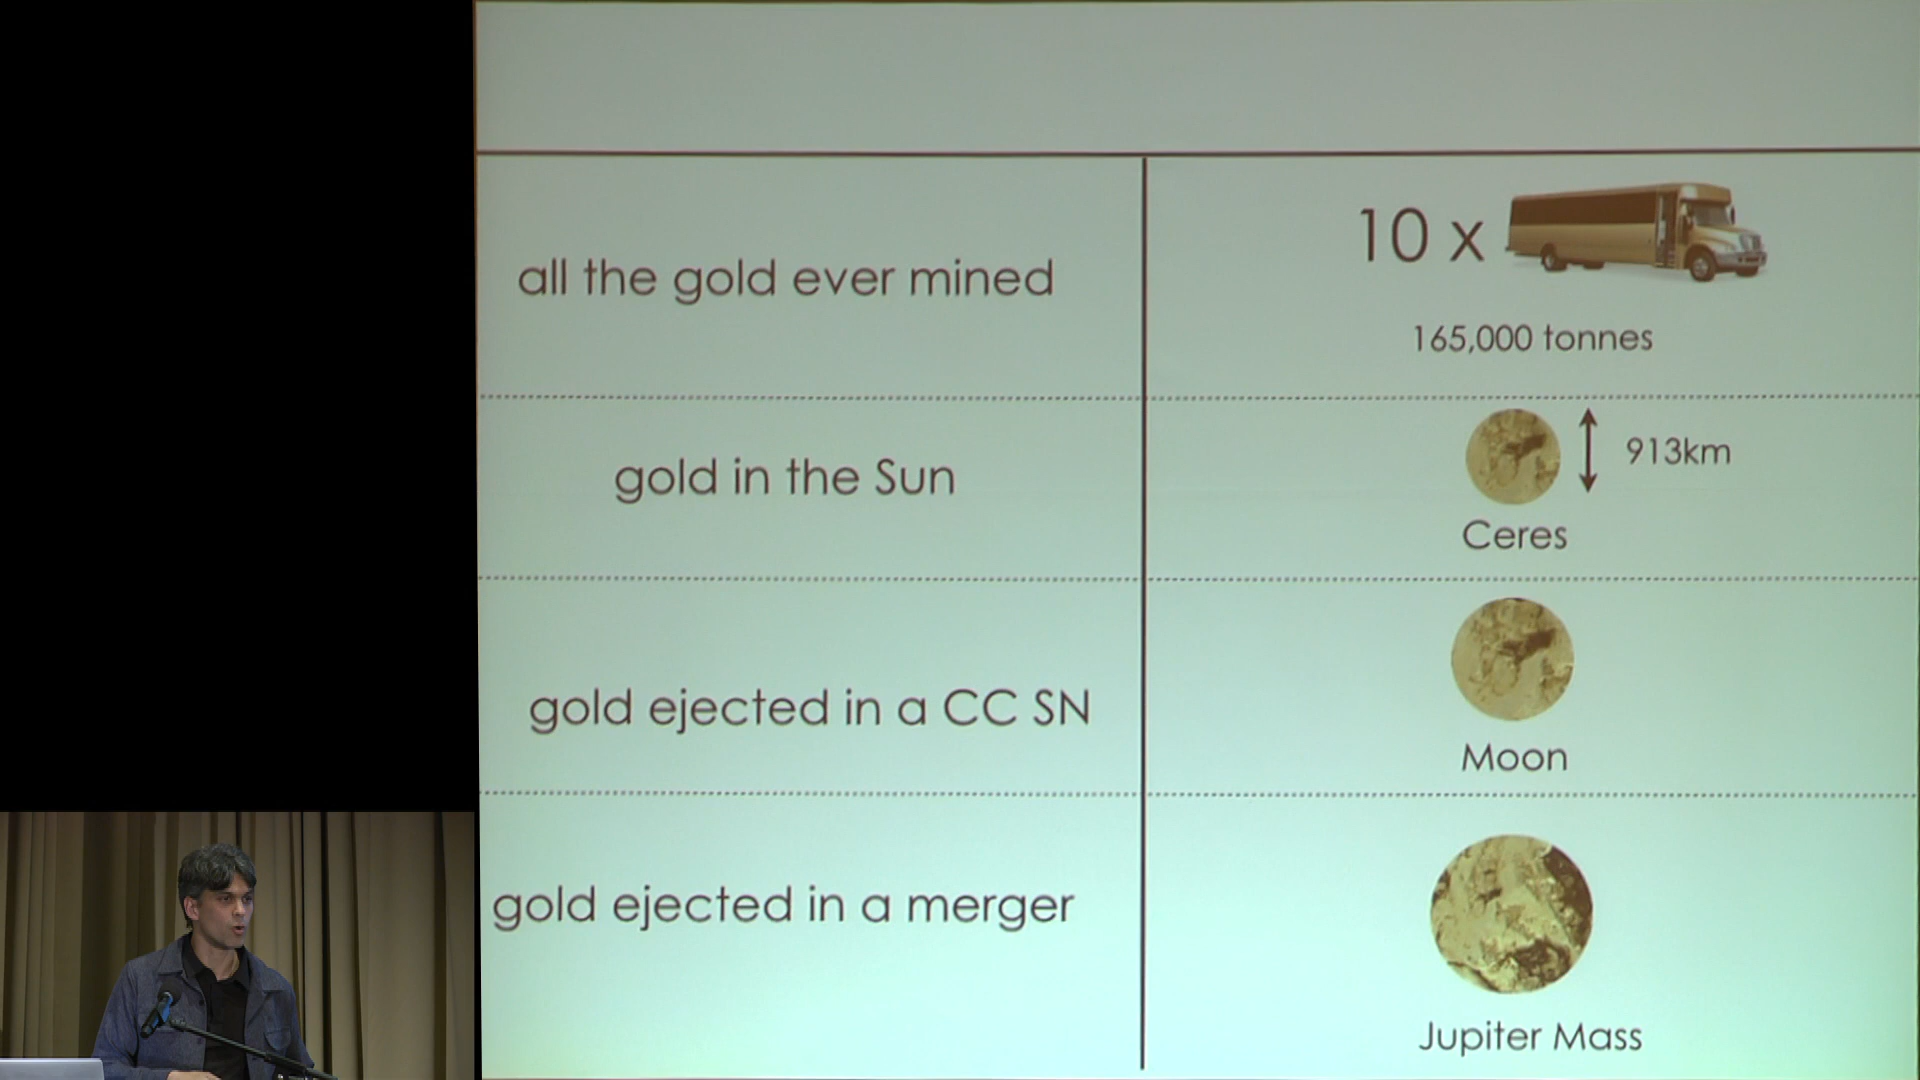 all the gold ever mined
10 x
165,000 tonnes
gold in the Sun
913km
Ceres
gold ejected in a CC SN
Moon
gold ejected in a merger
Jupiter Mass